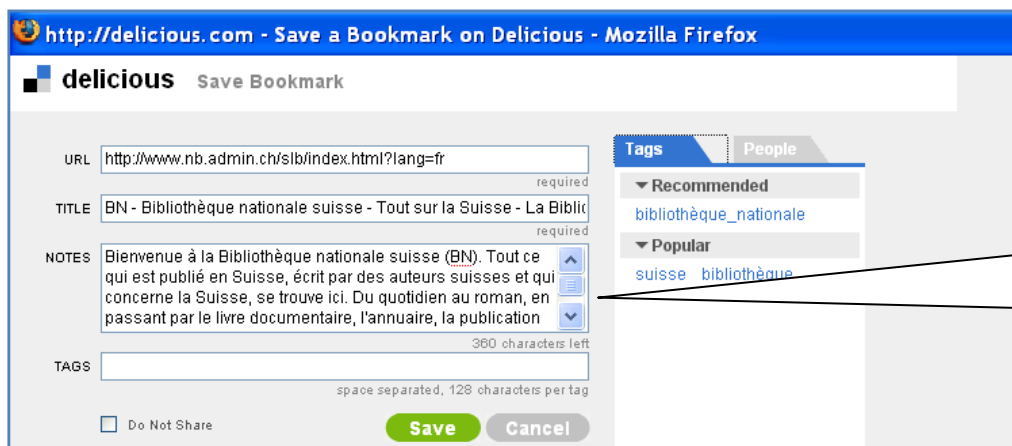 http://delicious.com - Save a Bookmark on Delicious - Mozilla Firefox
delicious Save Bookmark
URL http://www.nb.admin.ch/slb/index.html?lang=fr
required
TITLE BN - Bibliothèque nationale suisse - Tout sur la Suisse - La Biblic
required
NOTES Bienvenue à la Bibliothèque nationale suisse (BN). Tout ce
qui est publié en Suisse, écrit par des auteurs suisses et qui
concerne la Suisse, se trouve ici. Du quotidien au roman, en
passant par le livre documentaire, l'annuaire, la publication
360 characters left
TAGS
space separated, 128 characters per tag
Do Not Share
Save Cancel
Tags People
Recommended
bibliothèque_nationale
Popular
suisse bibliothèque